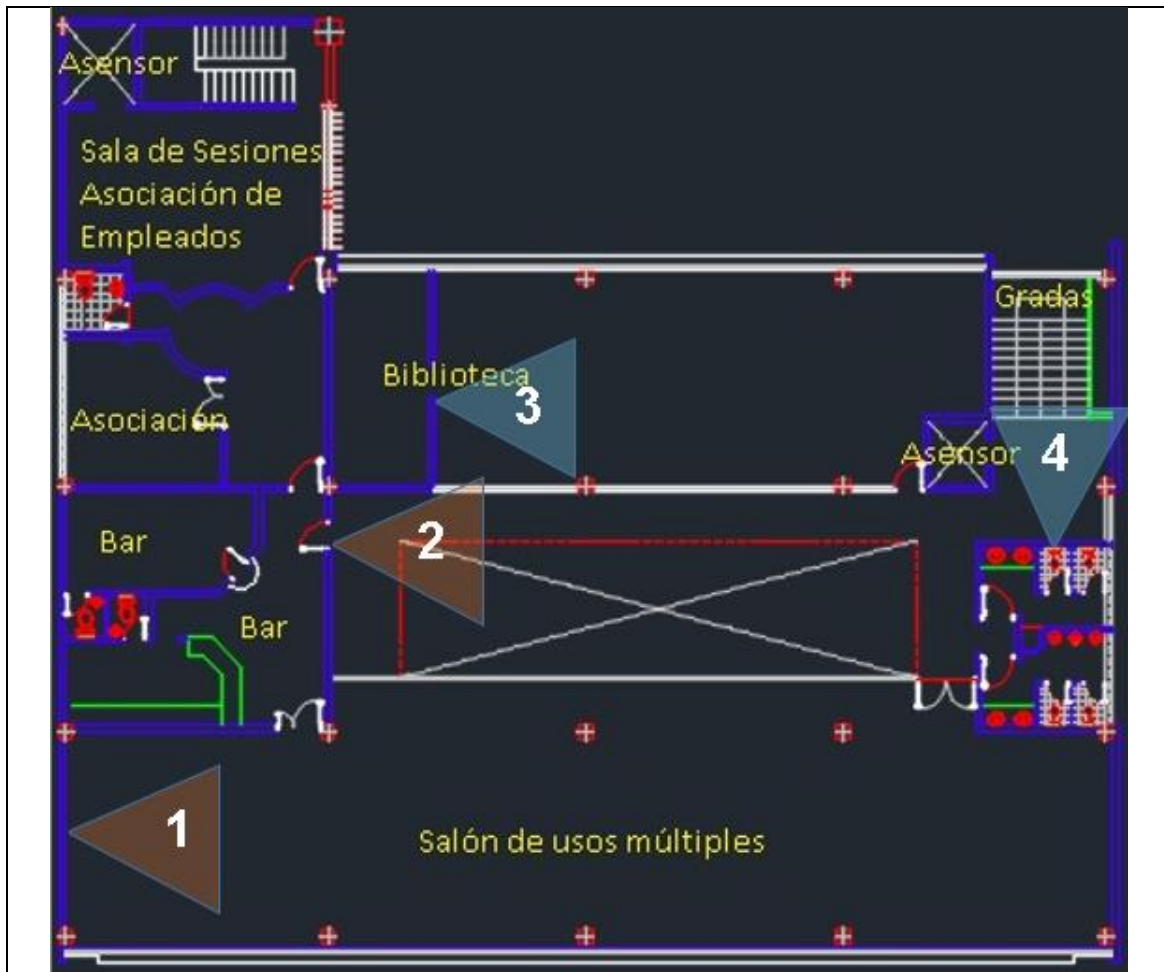 Asensor
Sala de Sesiones
Asociación de
Empleados
Gradas
Biblioteca
3
Asociación
Asensor
4
Bar
2
Bar
1
Salón de usos múltiples